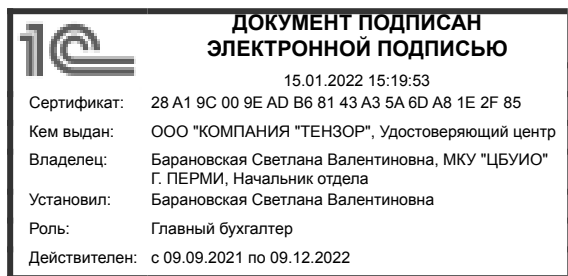 1С
ДОКУМЕНТ ПОДПИСАН
ЭЛЕКТРОННОЙ ПОДПИСЬЮ
15.01.2022 15:19:53
Сертификат: 28 A1 9C 00 9E AD B6 81 43 A3 5A 6D A8 1E 2F 85
Кем выдан: ООО "КОМПАНИЯ "ТЕНЗОР", Удостоверяющий центр
Владелец: Барановская Светлана Валентиновна, МКУ "ЦБУИО"
Г. ПЕРМИ, Начальник отдела
Установил: Барановская Светлана Валентиновна
Роль: Главный бухгалтер
Действителен: с 09.09.2021 по 09.12.2022